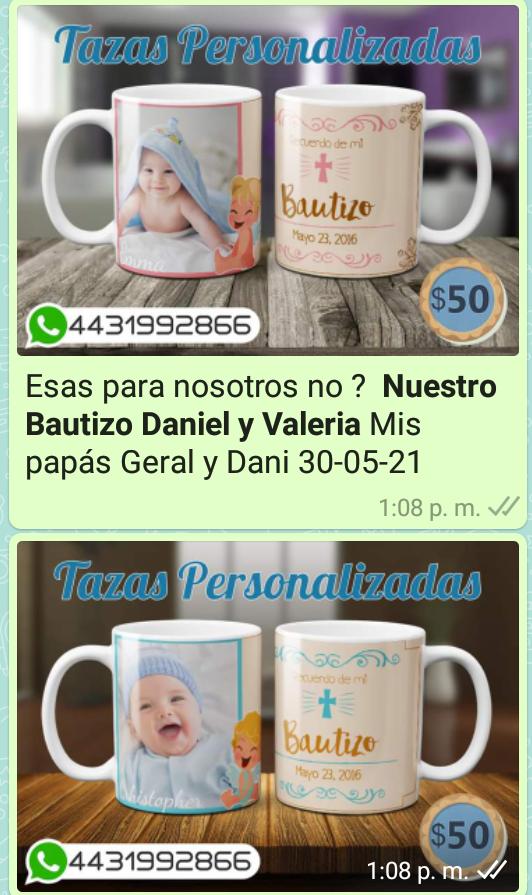 Tazas Personalizadas
Emma
Recuerdo de mi
Bautizo
Mayo 23, 2016
$50
4431992866
Esas para nosotros no ? Nuestro
Bautizo Daniel y Valeria Mis
papás Geral y Dani 30-05-21
1:08 p. m.
Tazas Personalizadas
Recuerdo de mi
Bautizo
Mayo 23, 2016
$50
4431992866
1:08 p. m.